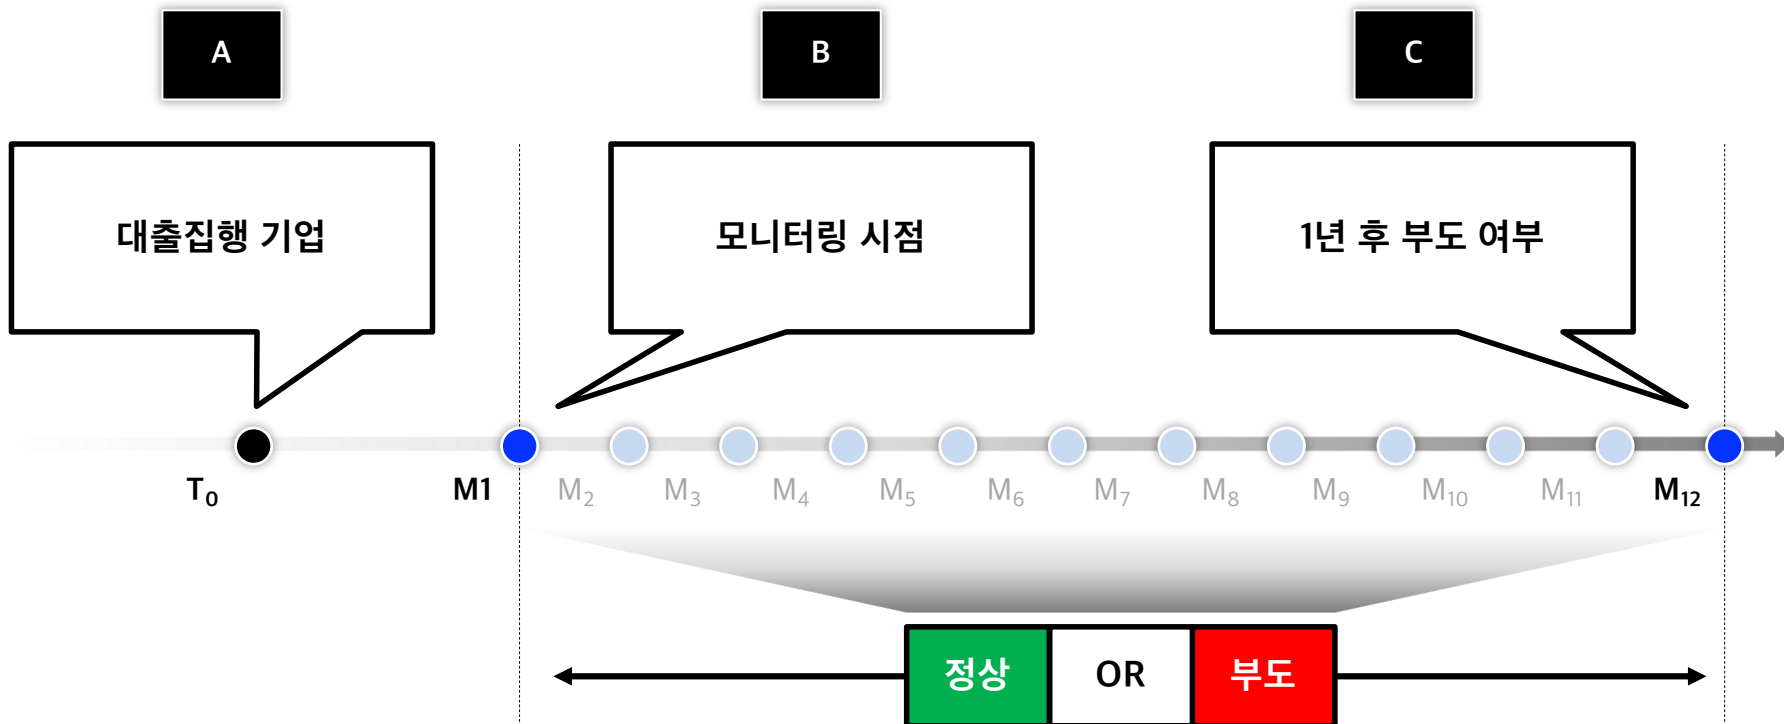 A
B
C
대출집행 기업
모니터링 시점
1년 후 부도 여부
T₀
M1
M₂
M₃
M₄
M₅
M₆
M₇
M₈
M₉
M₁₀
M₁₁
M₁₂
정상
OR
부도